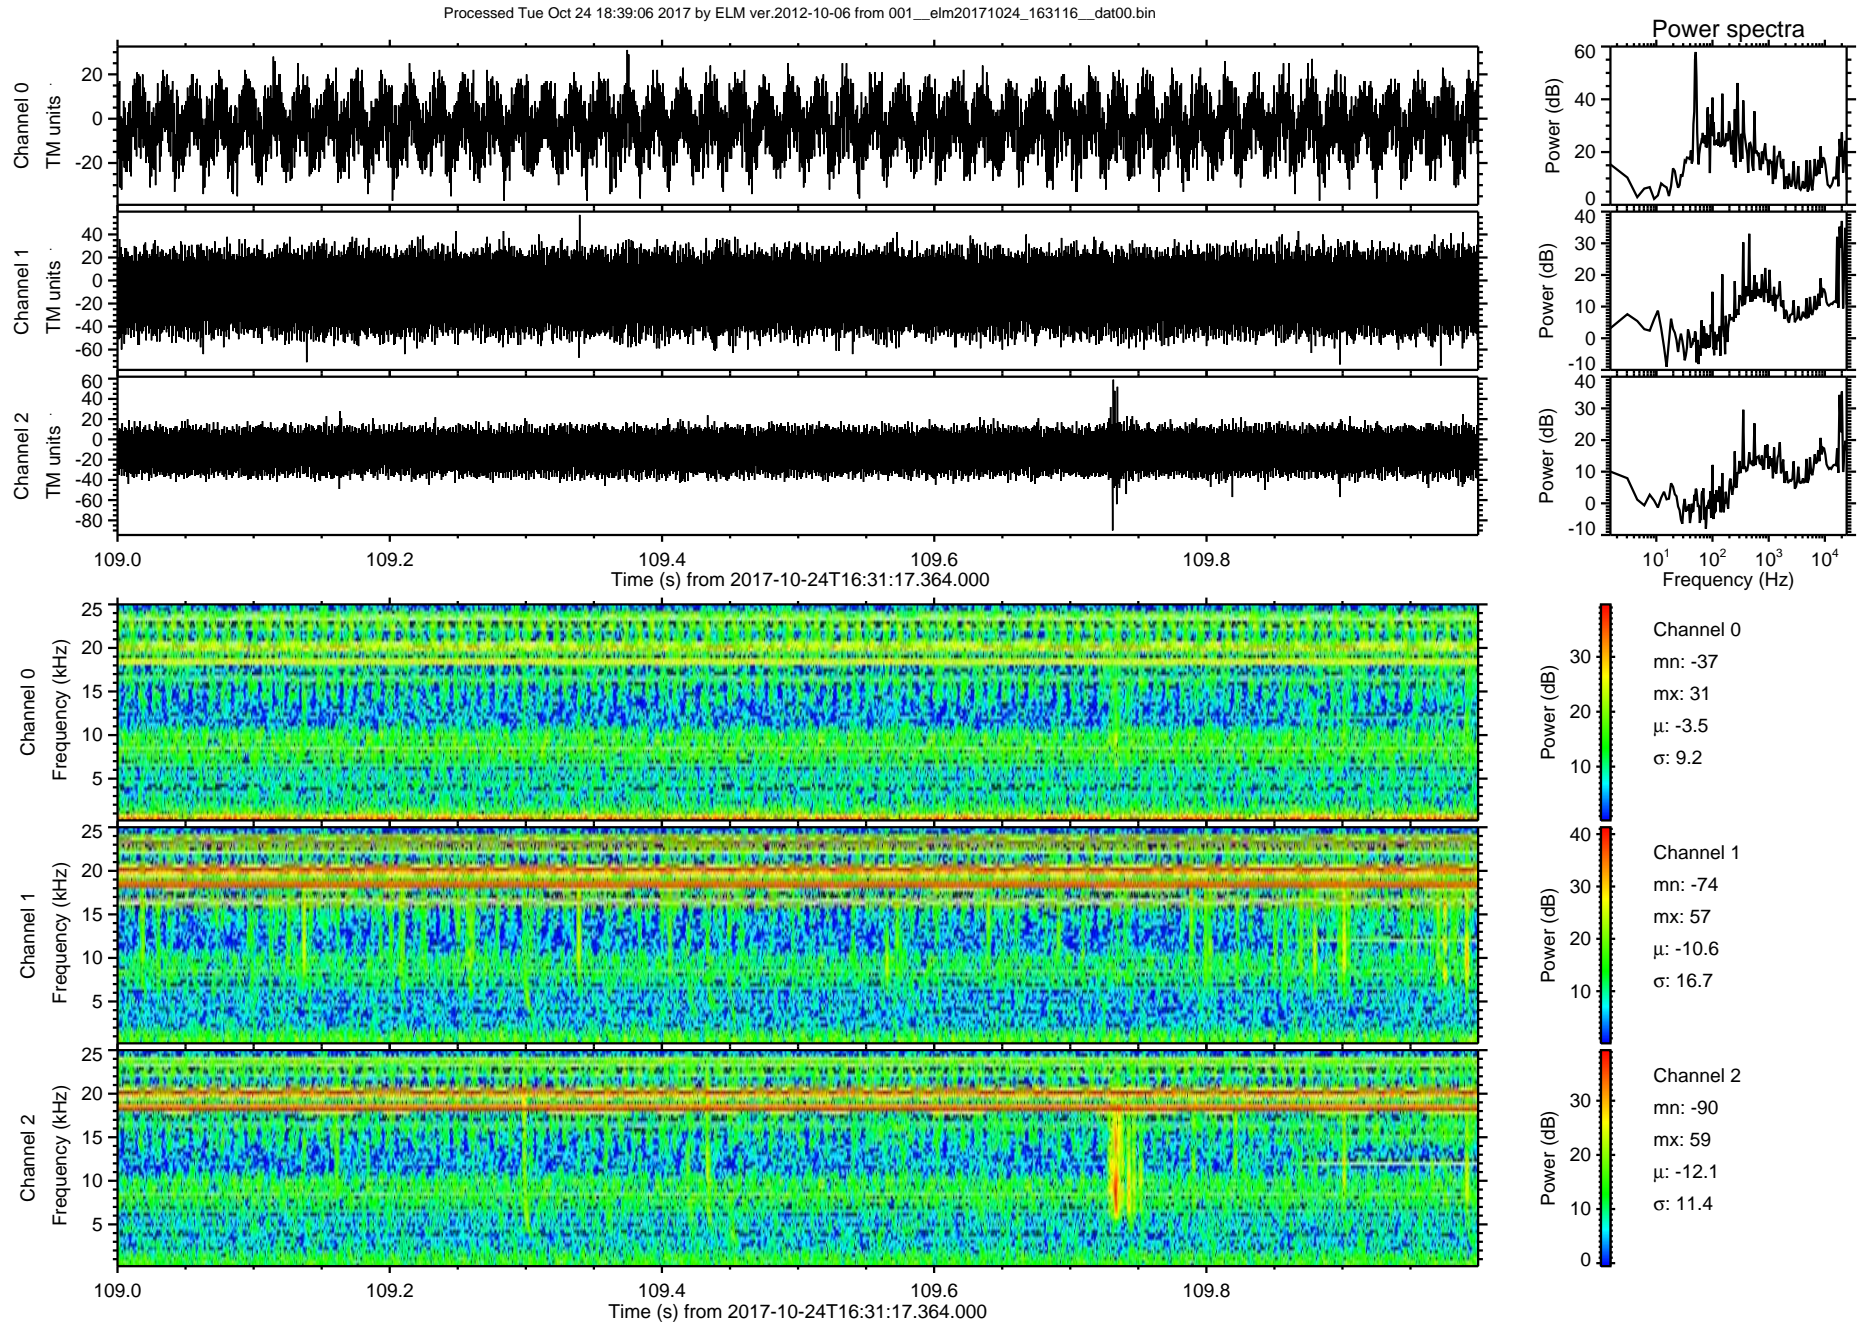 Processed Tue Oct 24 18:39:06 2017 by ELM ver.2012-10-06 from 001__elm20171024_163116__dat00.bin
Power spectra
Channel 0
TM units
20
0
-20
Power (dB)
60
40
20
0
Channel 1
TM units
40
20
0
-20
-40
-60
Power (dB)
40
30
20
10
0
-10
Channel 2
TM units
60
40
20
0
-20
-40
-60
-80
Power (dB)
40
30
20
10
0
-10
109.0 109.2 109.4 109.6 109.8
Time (s) from 2017-10-24T16:31:17.364.000
10¹ 10² 10³ 10⁴
Frequency (Hz)
Channel 0
Frequency (kHz)
25
20
15
10
5
Power (dB)
30
20
10
Channel 0
mn: -37
mx: 31
μ: -3.5
σ: 9.2
Channel 1
Frequency (kHz)
25
20
15
10
5
Power (dB)
40
30
20
10
Channel 1
mn: -74
mx: 57
μ: -10.6
σ: 16.7
Channel 2
Frequency (kHz)
25
20
15
10
5
Power (dB)
30
20
10
0
Channel 2
mn: -90
mx: 59
μ: -12.1
σ: 11.4
109.0 109.2 109.4 109.6 109.8
Time (s) from 2017-10-24T16:31:17.364.000